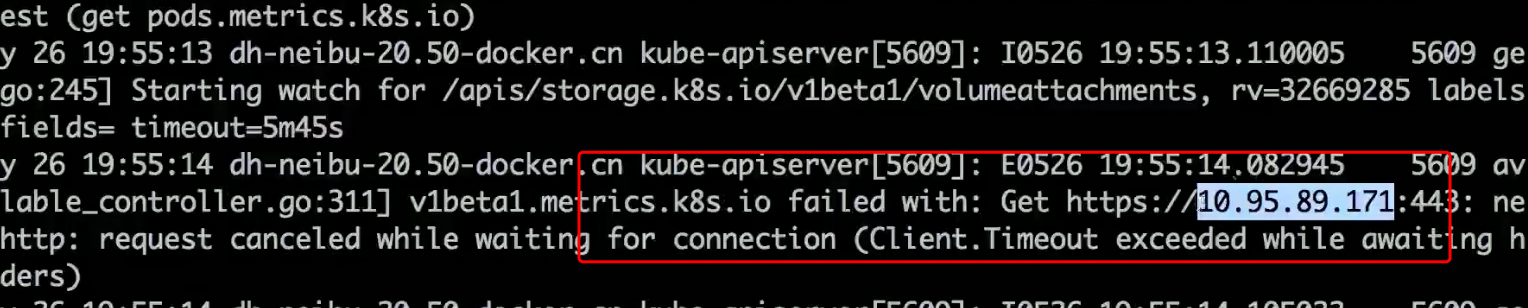 est (get pods.metrics.k8s.io)
y 26 19:55:13 dh-neibu-20.50-docker.cn kube-apiserver[5609]: I0526 19:55:13.110005    5609 ge
go:245] Starting watch for /apis/storage.k8s.io/v1beta1/volumeattachments, rv=32669285 labels
fields= timeout=5m45s
y 26 19:55:14 dh-neibu-20.50-docker.cn kube-apiserver[5609]: E0526 19:55:14.082945    5609 av
lable_controller.go:311] v1beta1.metrics.k8s.io failed with: Get https://10.95.89.171:443: ne
http: request canceled while waiting for connection (Client.Timeout exceeded while awaiting h
ders)